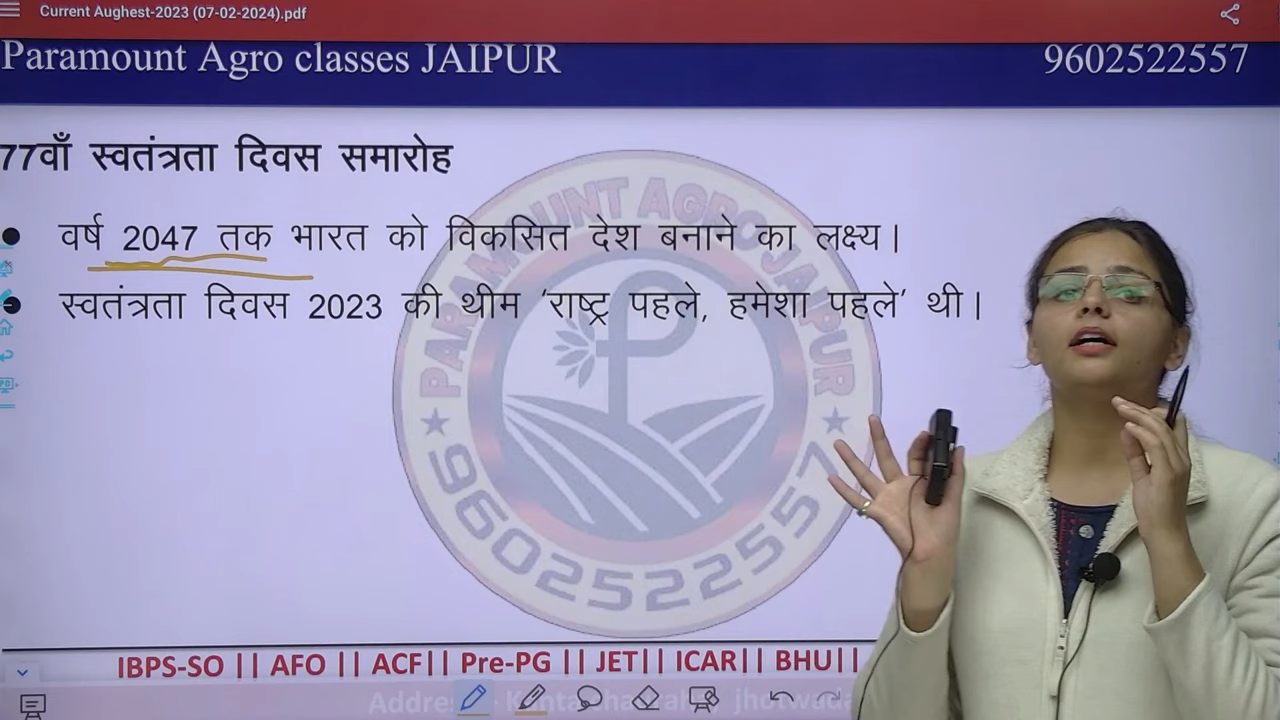 Current Aughest-2023 (07-02-2024).pdf
Paramount Agro classes JAIPUR 9602522557
77वाँ स्वतंत्रता दिवस समारोह
वर्ष 2047 तक भारत को विकसित देश बनाने का लक्ष्य।
स्वतंत्रता दिवस 2023 की थीम 'राष्ट्र पहले, हमेशा पहले' थी।
PARAMOUNT AGRO JAIPUR
9602522557
IBPS-SO || AFO || ACF|| Pre-PG || JET|| ICAR|| BHU||